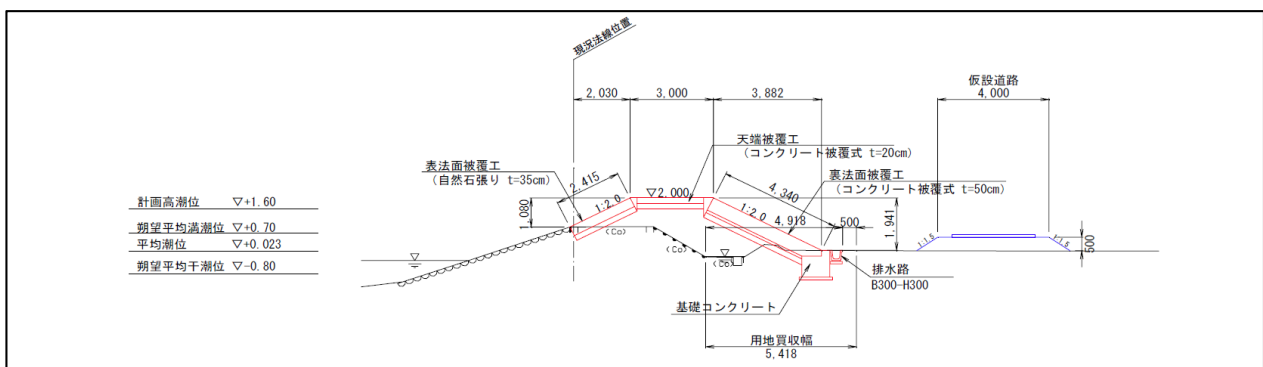 現況法線位置
仮設道路
2,030
3,000
3,882
4,000
天端被覆工
(コンクリート被覆式 t=20cm)
表法面被覆工
(自然石張り t=35cm)
裏法面被覆工
(コンクリート被覆式 t=50cm)
2,415
4,340
計画高潮位 ▽+1.60
1,080
1:2.0
▽2,000
1:2.0
4,918
500
1,941
朔望平均満潮位 ▽+0.70
(Co)
平均潮位 ▽+0.023
1:1.5
1:1.5
500
朔望平均干潮位 ▽-0.80
(Co)
排水路
B300-H300
基礎コンクリート
用地買収幅
5,418